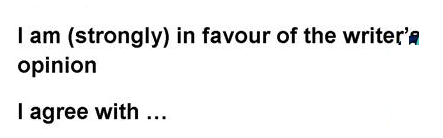 I am (strongly) in favour of the writer's
opinion
I agree with ...